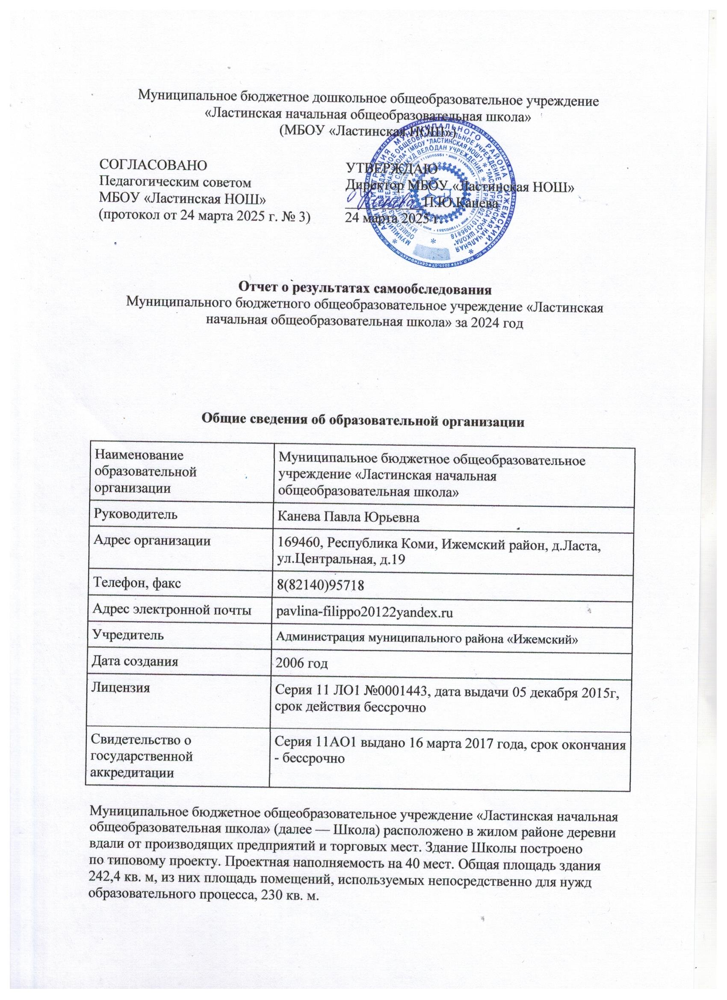 Муниципальное бюджетное дошкольное общеобразовательное учреждение
«Ластинская начальная общеобразовательная школа»
(МБОУ «Ластинская НОШ»)
СОГЛАСОВАНО
Педагогическим советом
МБОУ «Ластинская НОШ»
(протокол от 24 марта 2025 г. № 3)
УТВЕРЖДАЮ
Директор МБОУ «Ластинская НОШ»
П.Ю.Канева
24 марта 2025 г.
Отчет о результатах самообследования
Муниципального бюджетного общеобразовательное учреждение «Ластинская
начальная общеобразовательная школа» за 2024 год
Общие сведения об образовательной организации
Наименование
образовательной
организации
Муниципальное бюджетное общеобразовательное
учреждение «Ластинская начальная
общеобразовательная школа»
Руководитель
Канева Павла Юрьевна
Адрес организации
169460, Республика Коми, Ижемский район, д.Ласта,
ул.Центральная, д.19
Телефон, факс
8(82140)95718
Адрес электронной почты
pavlina-filippo20122yandex.ru
Учредитель
Администрация муниципального района «Ижемский»
Дата создания
2006 год
Лицензия
Серия 11 ЛО1 №0001443, дата выдачи 05 декабря 2015г,
срок действия бессрочно
Свидетельство о
государственной
аккредитации
Серия 11АО1 выдано 16 марта 2017 года, срок окончания
- бессрочно
Муниципальное бюджетное общеобразовательное учреждение «Ластинская начальная
общеобразовательная школа» (далее — Школа) расположено в жилом районе деревни
вдали от производящих предприятий и торговых мест. Здание Школы построено
по типовому проекту. Проектная наполняемость на 40 мест. Общая площадь здания
242,4 кв. м, из них площадь помещений, используемых непосредственно для нужд
образовательного процесса, 230 кв. м.